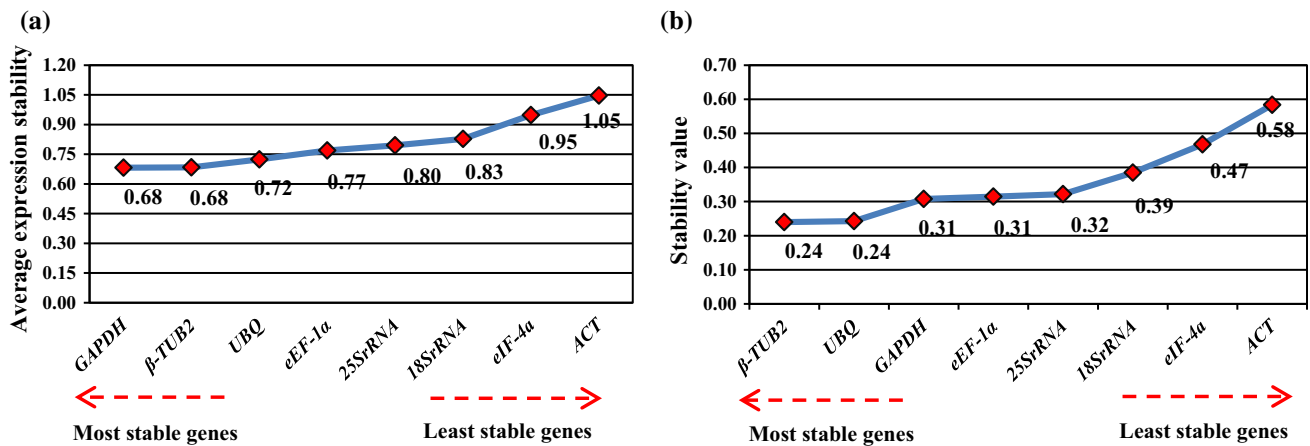 (a)
Average expression stability
1.20
1.05
0.90
0.75
0.60
0.45
0.30
0.15
0.00
0.68
0.68
0.72
0.77
0.80
0.83
0.95
1.05
GAPDH
β-TUB2
UBQ
eEF-1α
25SrRNA
18SrRNA
eIF-4α
ACT
Most stable genes
Least stable genes
(b)
Stability value
0.70
0.60
0.50
0.40
0.30
0.20
0.10
0.00
0.24
0.24
0.31
0.31
0.32
0.39
0.47
0.58
β-TUB2
UBQ
GAPDH
eEF-1α
25SrRNA
18SrRNA
eIF-4α
ACT
Most stable genes
Least stable genes